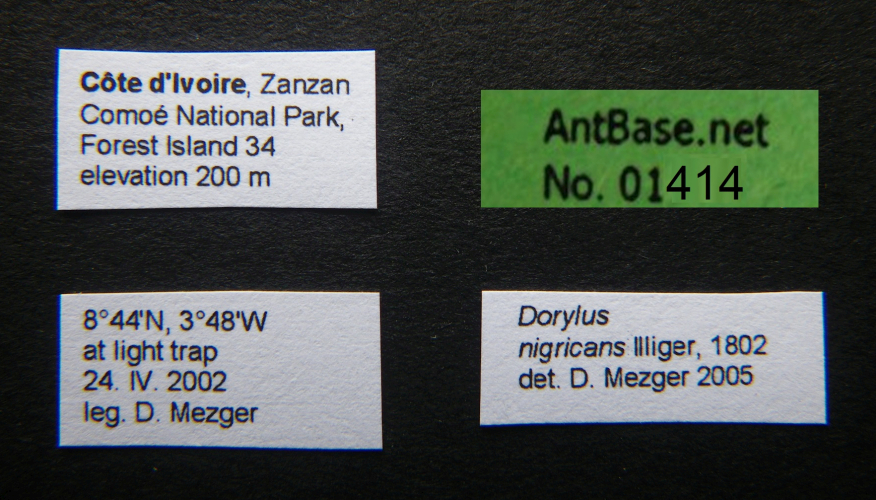 Côte d'Ivoire, Zanzan
Comoé National Park,
Forest Island 34
elevation 200 m
AntBase.net
No. 01414
8°44'N, 3°48'W
at light trap
24. IV. 2002
leg. D. Mezger
Dorylus
nigricans Illiger, 1802
det. D. Mezger 2005